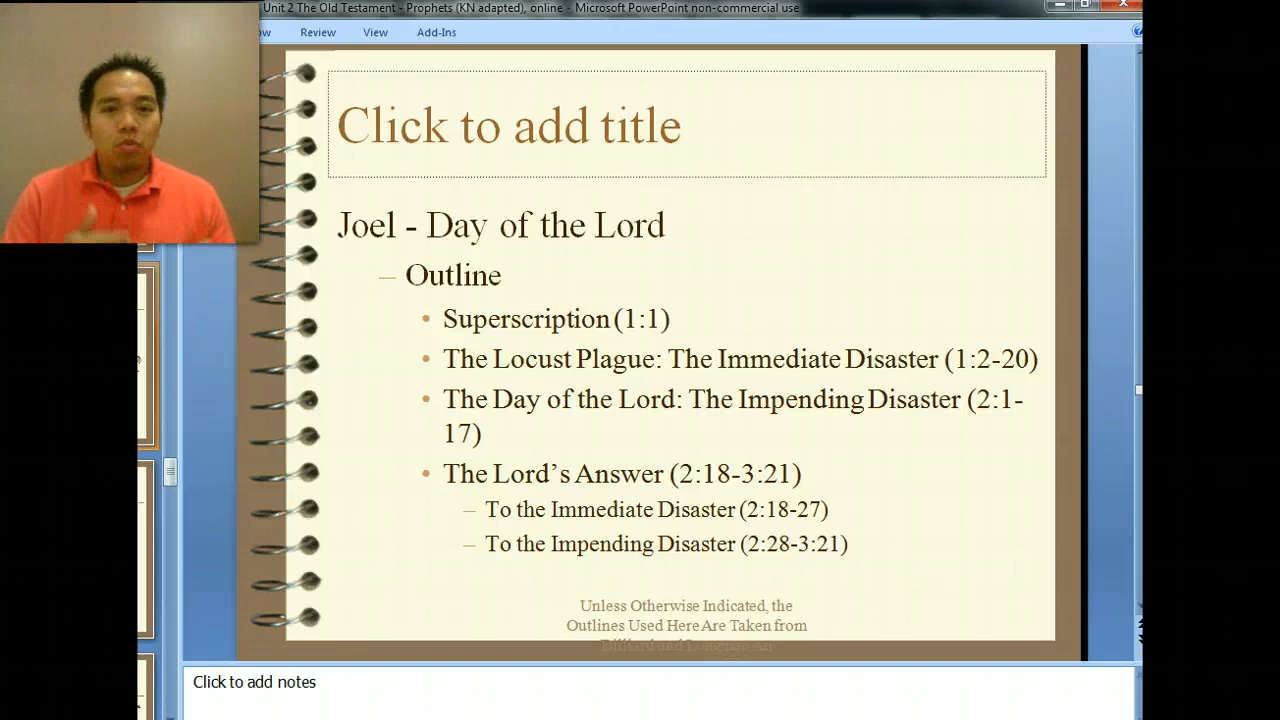 Unit 2 The Old Testament - Prophets (KN adapted), online - Microsoft PowerPoint non-commercial use
Review View Add-Ins
Click to add title
Joel - Day of the Lord
– Outline
• Superscription (1:1)
• The Locust Plague: The Immediate Disaster (1:2-20)
• The Day of the Lord: The Impending Disaster (2:1-
17)
• The Lord’s Answer (2:18-3:21)
– To the Immediate Disaster (2:18-27)
– To the Impending Disaster (2:28-3:21)
Unless Otherwise Indicated, the
Outlines Used Here Are Taken from
Dillard and Longman An
Click to add notes